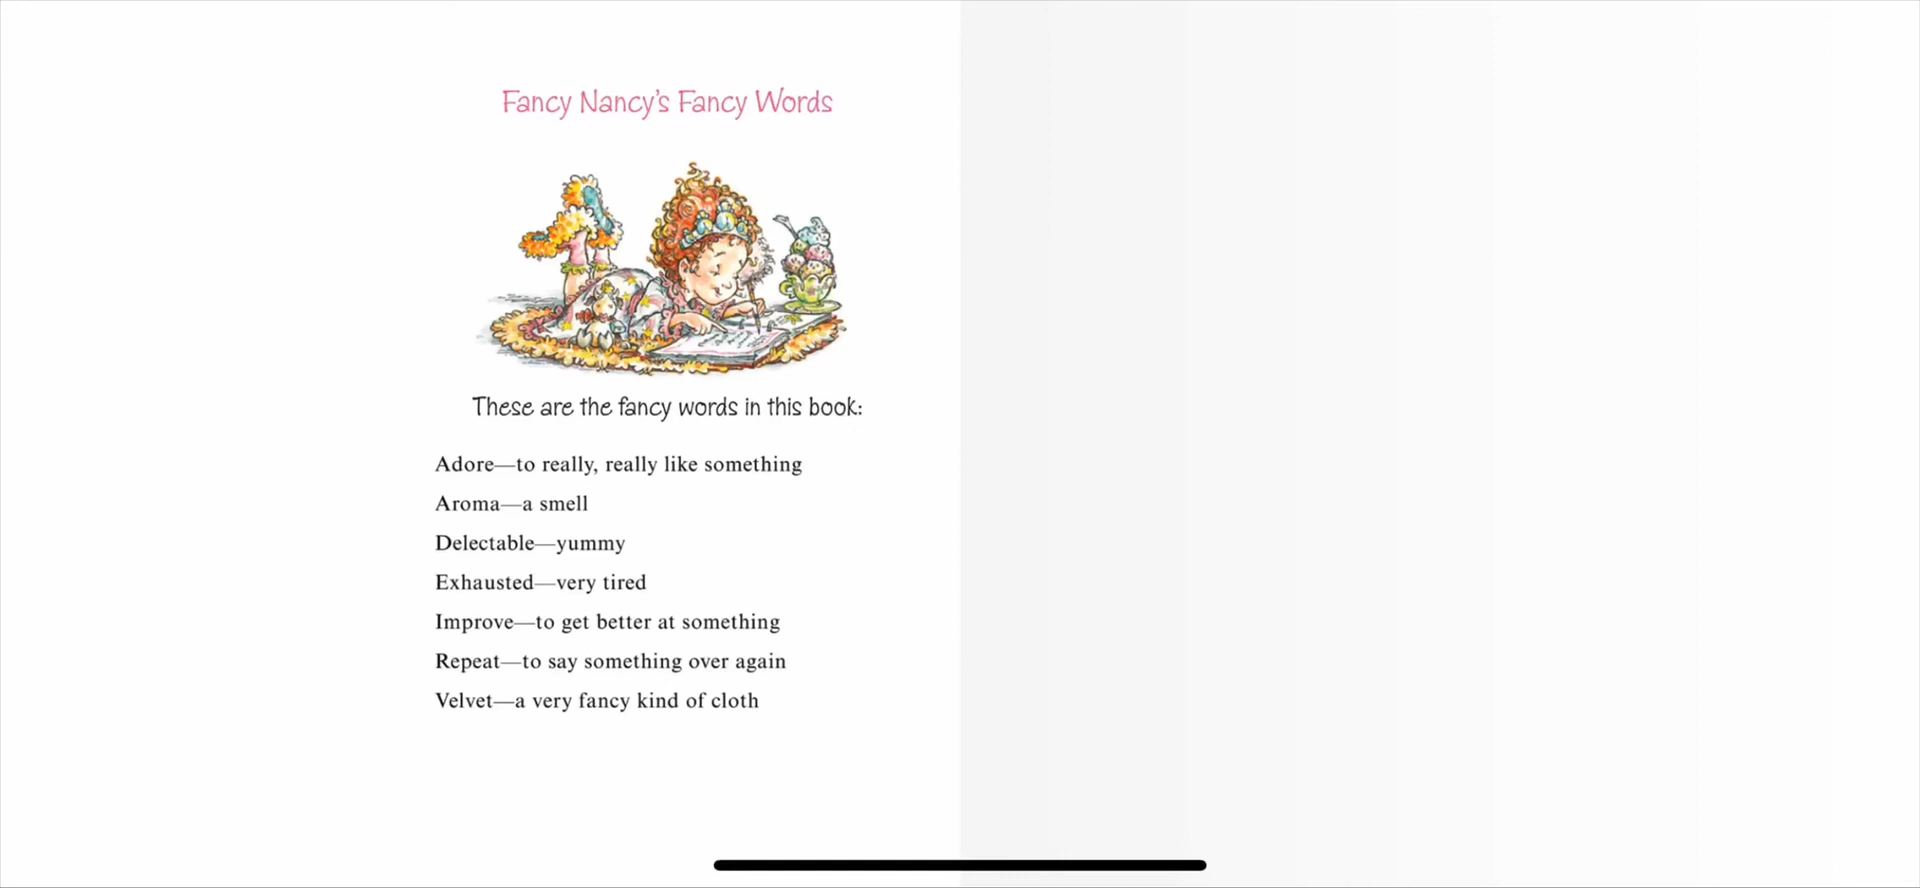 Fancy Nancy's Fancy Words
These are the fancy words in this book:
Adore—to really, really like something
Aroma—a smell
Delectable—yummy
Exhausted—very tired
Improve—to get better at something
Repeat—to say something over again
Velvet—a very fancy kind of cloth